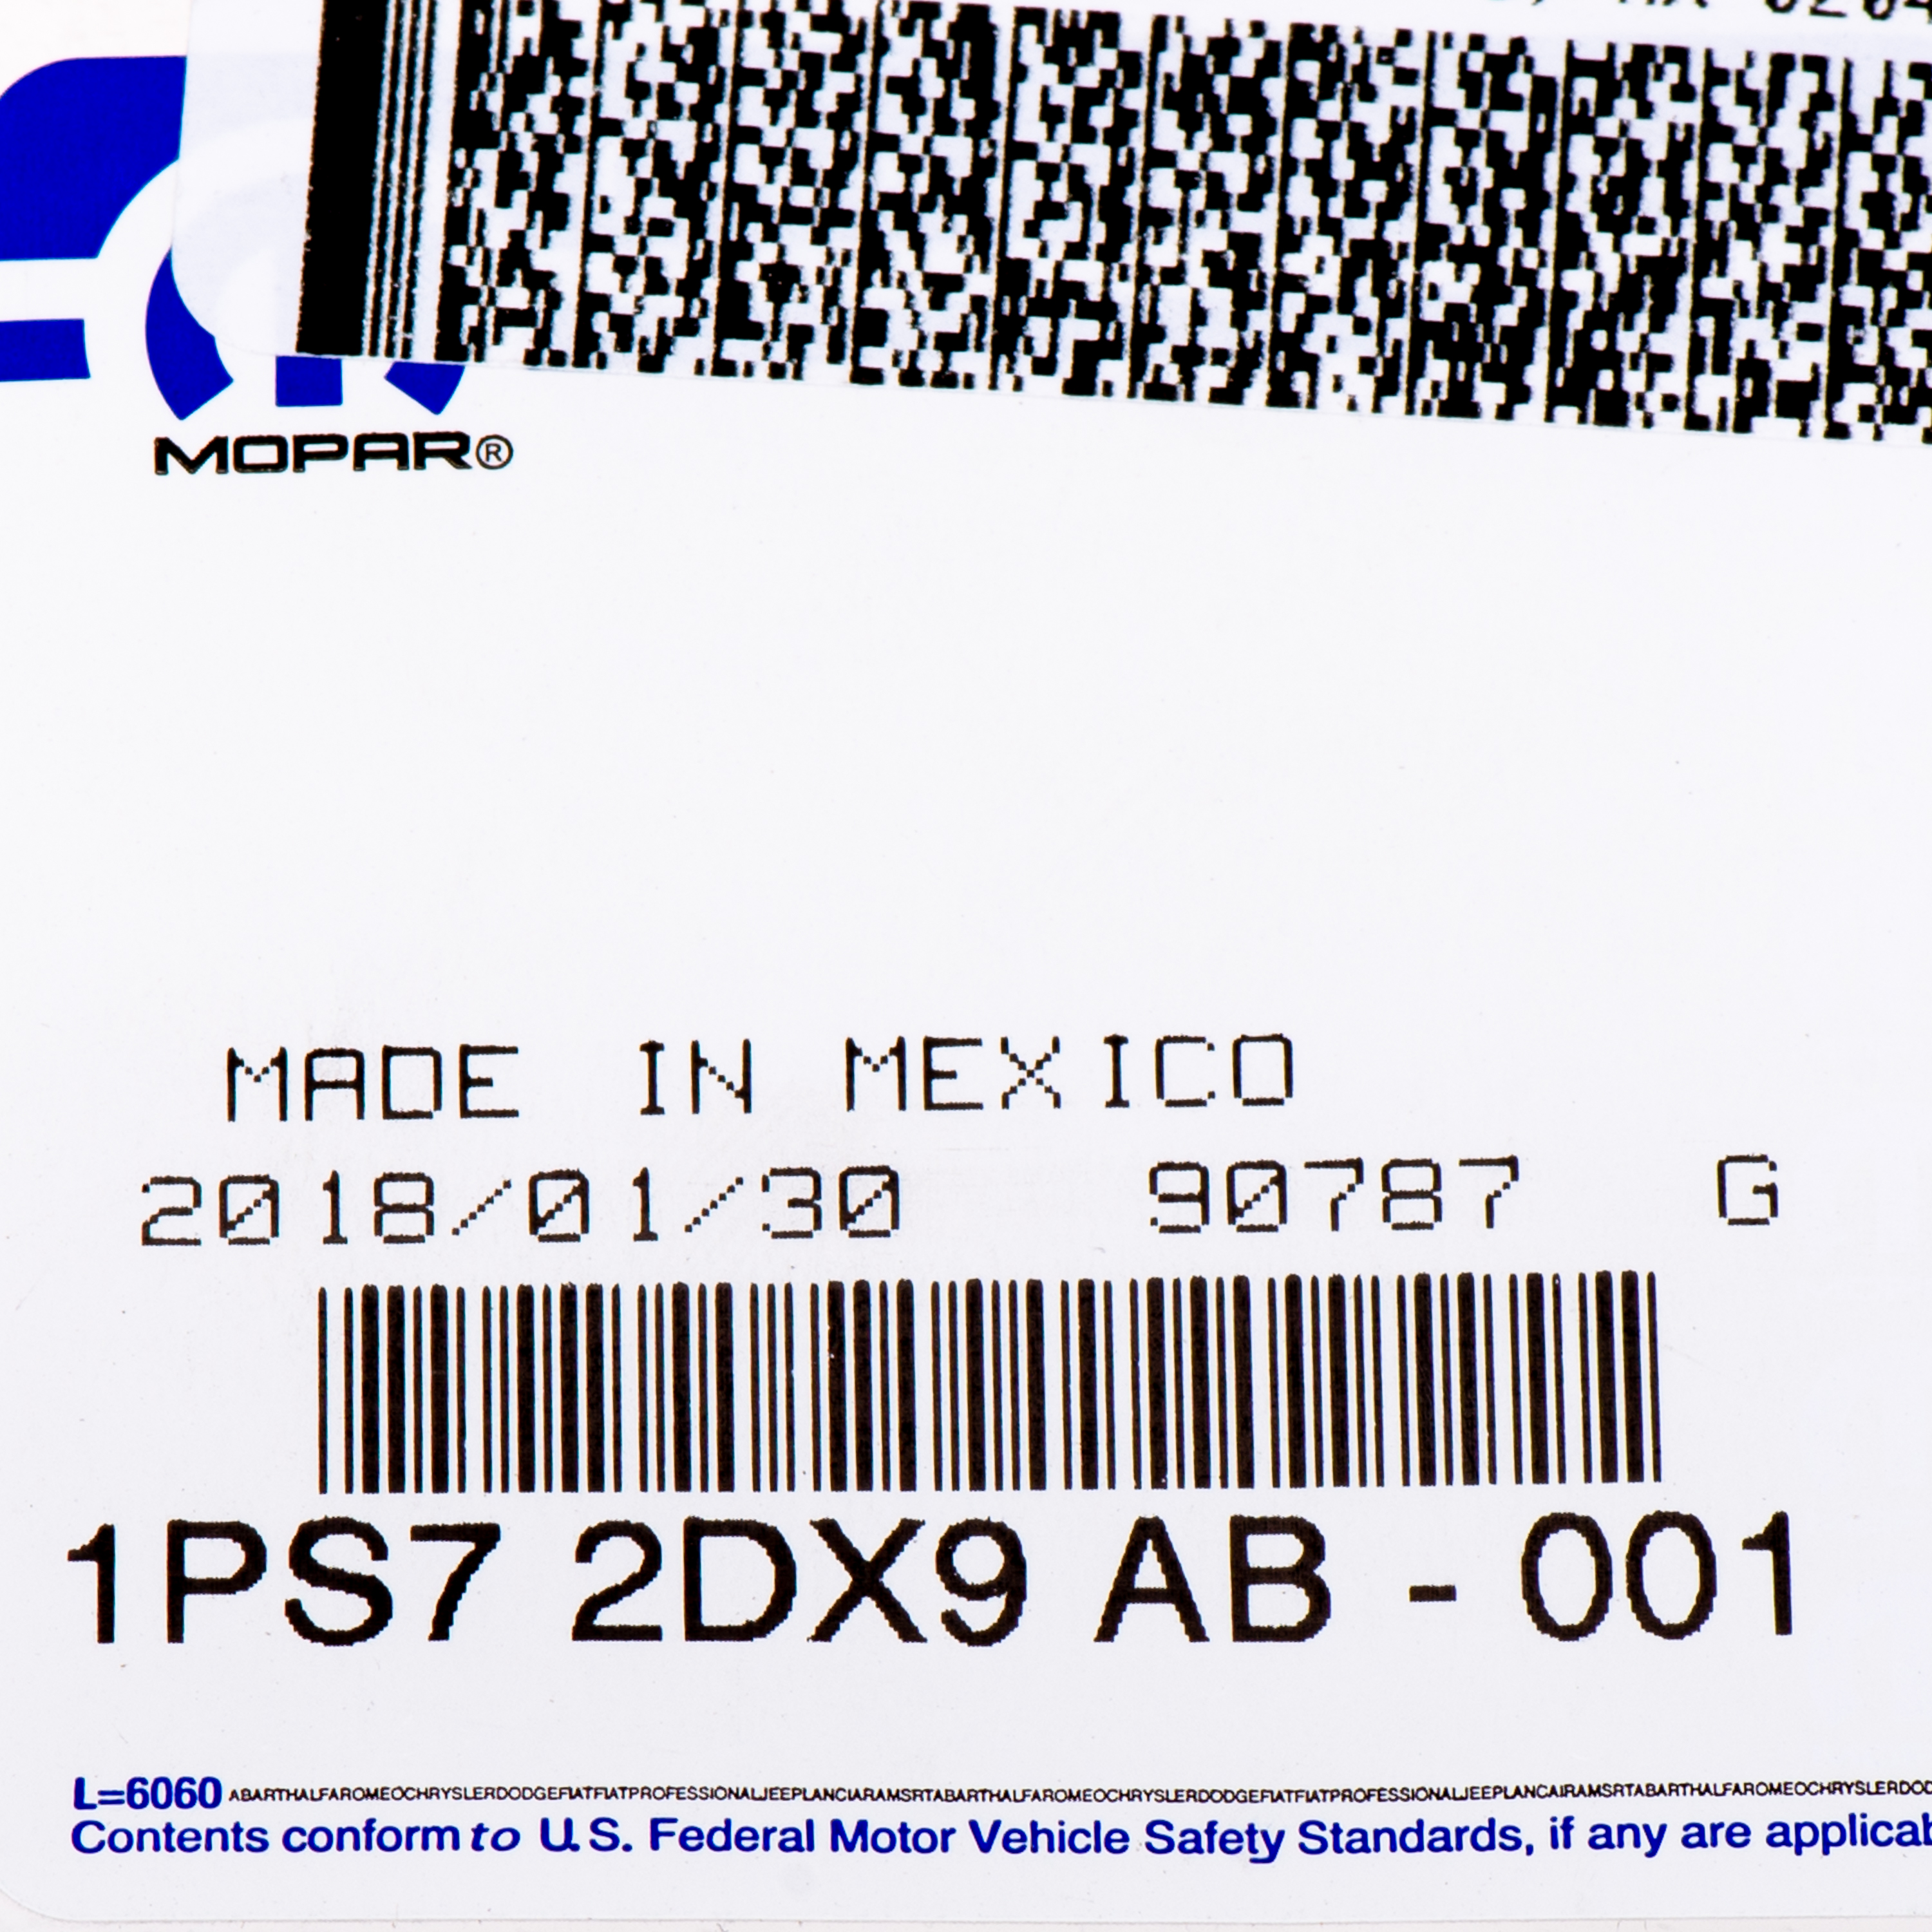 MOPAR®
MADE IN MEXICO
2018/01/30 90787 G
1PS7 2DX9 AB - 001
L=6060 ABARTHALFAROMEOCHRYSLERDODGEFIATFIATPROFESSIONALJEEPLANCIARAMSRTABARTHALFAROMEOCHRYSLERDODGEFIATFIATPROFESSIONALJEEPLANCAIRAMSRTABARTHALFAROMEOCHRYSLERDOD
Contents conform to U.S. Federal Motor Vehicle Safety Standards, if any are applicab